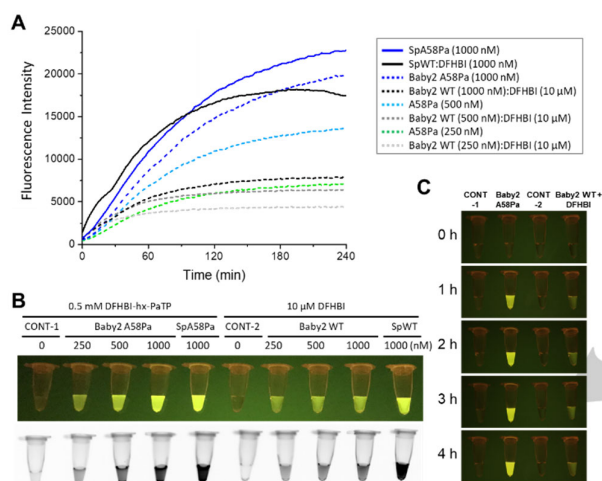 A
Fluorescence Intensity
25000
20000
15000
10000
5000
0
0 60 120 180 240
Time (min)
SpA58Pa (1000 nM)
SpWT:DFHBI (1000 nM)
Baby2 A58Pa (1000 nM)
Baby2 WT (1000 nM):DFHBI (10 µM)
A58Pa (500 nM)
Baby2 WT (500 nM):DFHBI (10 µM)
A58Pa (250 nM)
Baby2 WT (250 nM):DFHBI (10 µM)
B
0.5 mM DFHBI-hx-PaTP 10 µM DFHBI
CONT-1 Baby2 A58Pa SpA58Pa CONT-2 Baby2 WT SpWT
0 250 500 1000 1000 0 250 500 1000 1000 (nM)
C
CONT Baby2 CONT Baby2 WT+
-1 A58Pa -2 DFHBI
0 h
1 h
2 h
3 h
4 h